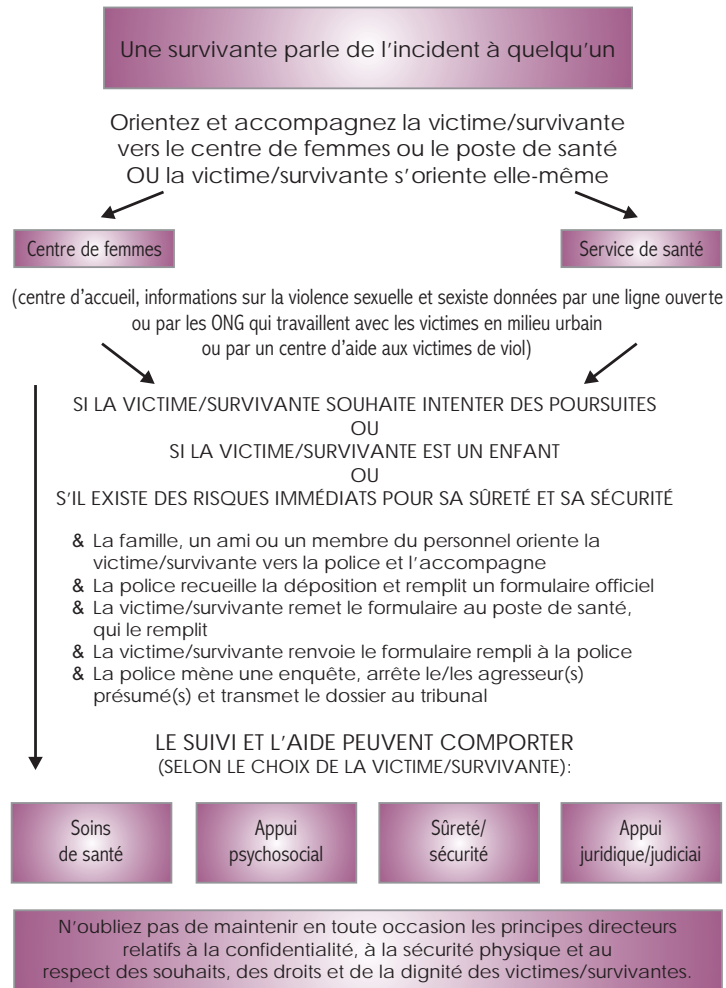 Une survivante parle de l'incident à quelqu'un
Orientez et accompagnez la victime/survivante
vers le centre de femmes ou le poste de santé
OU la victime/survivante s'oriente elle-même
Centre de femmes
Service de santé
(centre d'accueil, informations sur la violence sexuelle et sexiste données par une ligne ouverte
ou par les ONG qui travaillent avec les victimes en milieu urbain
ou par un centre d'aide aux victimes de viol)
SI LA VICTIME/SURVIVANTE SOUHAITE INTENTER DES POURSUITES
OU
SI LA VICTIME/SURVIVANTE EST UN ENFANT
OU
S'IL EXISTE DES RISQUES IMMÉDIATS POUR SA SÛRETÉ ET SA SÉCURITÉ
& La famille, un ami ou un membre du personnel oriente la
victime/survivante vers la police et l'accompagne
& La police recueille la déposition et remplit un formulaire officiel
& La victime/survivante remet le formulaire au poste de santé,
qui le remplit
& La victime/survivante renvoie le formulaire rempli à la police
& La police mène une enquête, arrête le/les agresseur(s)
présumé(s) et transmet le dossier au tribunal
LE SUIVI ET L'AIDE PEUVENT COMPORTER
(SELON LE CHOIX DE LA VICTIME/SURVIVANTE):
Soins
de santé
Appui
psychosocial
Sûreté/
sécurité
Appui
juridique/judiciai
N'oubliez pas de maintenir en toute occasion les principes directeurs
relatifs à la confidentialité, à la sécurité physique et au
respect des souhaits, des droits et de la dignité des victimes/survivantes.